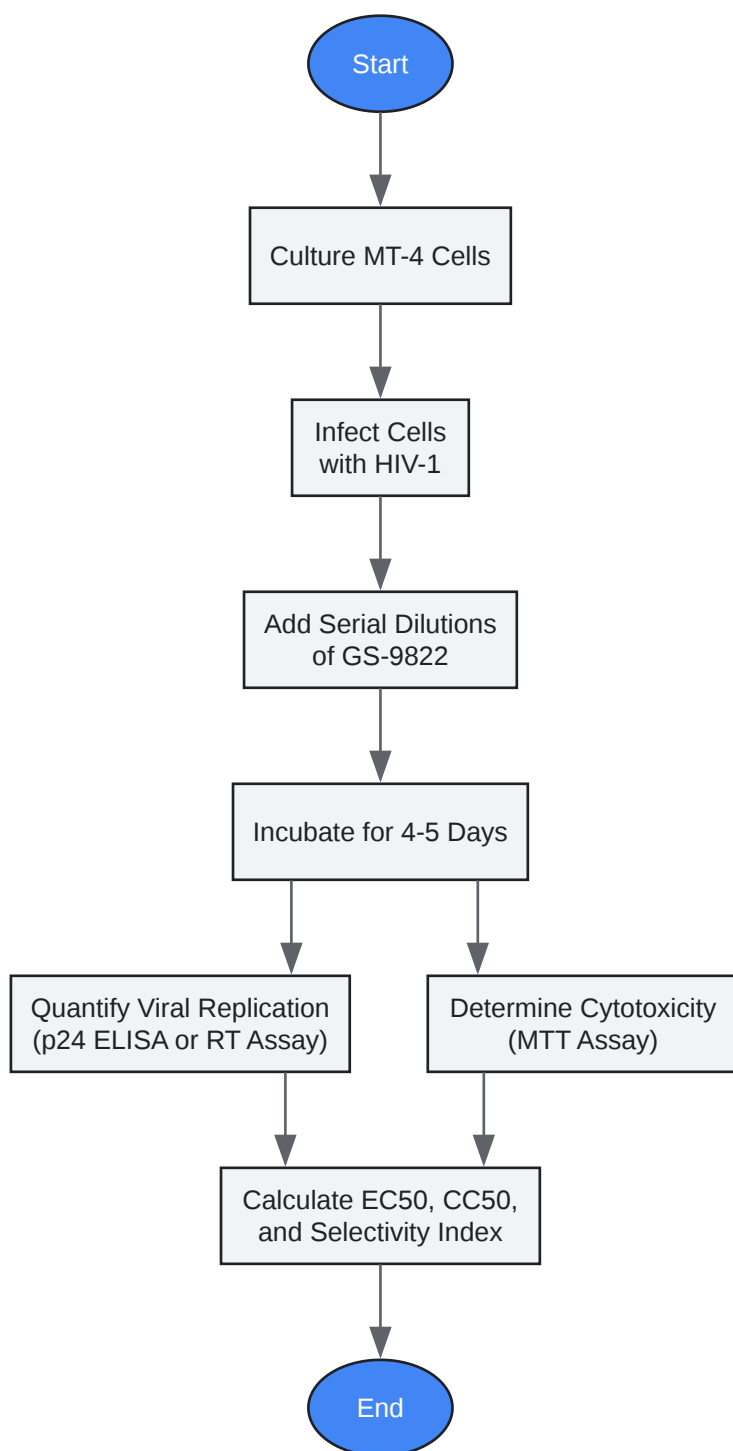 Start
Culture MT-4 Cells
Infect Cells
with HIV-1
Add Serial Dilutions
of GS-9822
Incubate for 4-5 Days
Quantify Viral Replication
(p24 ELISA or RT Assay)
Determine Cytotoxicity
(MTT Assay)
Calculate EC50, CC50,
and Selectivity Index
End